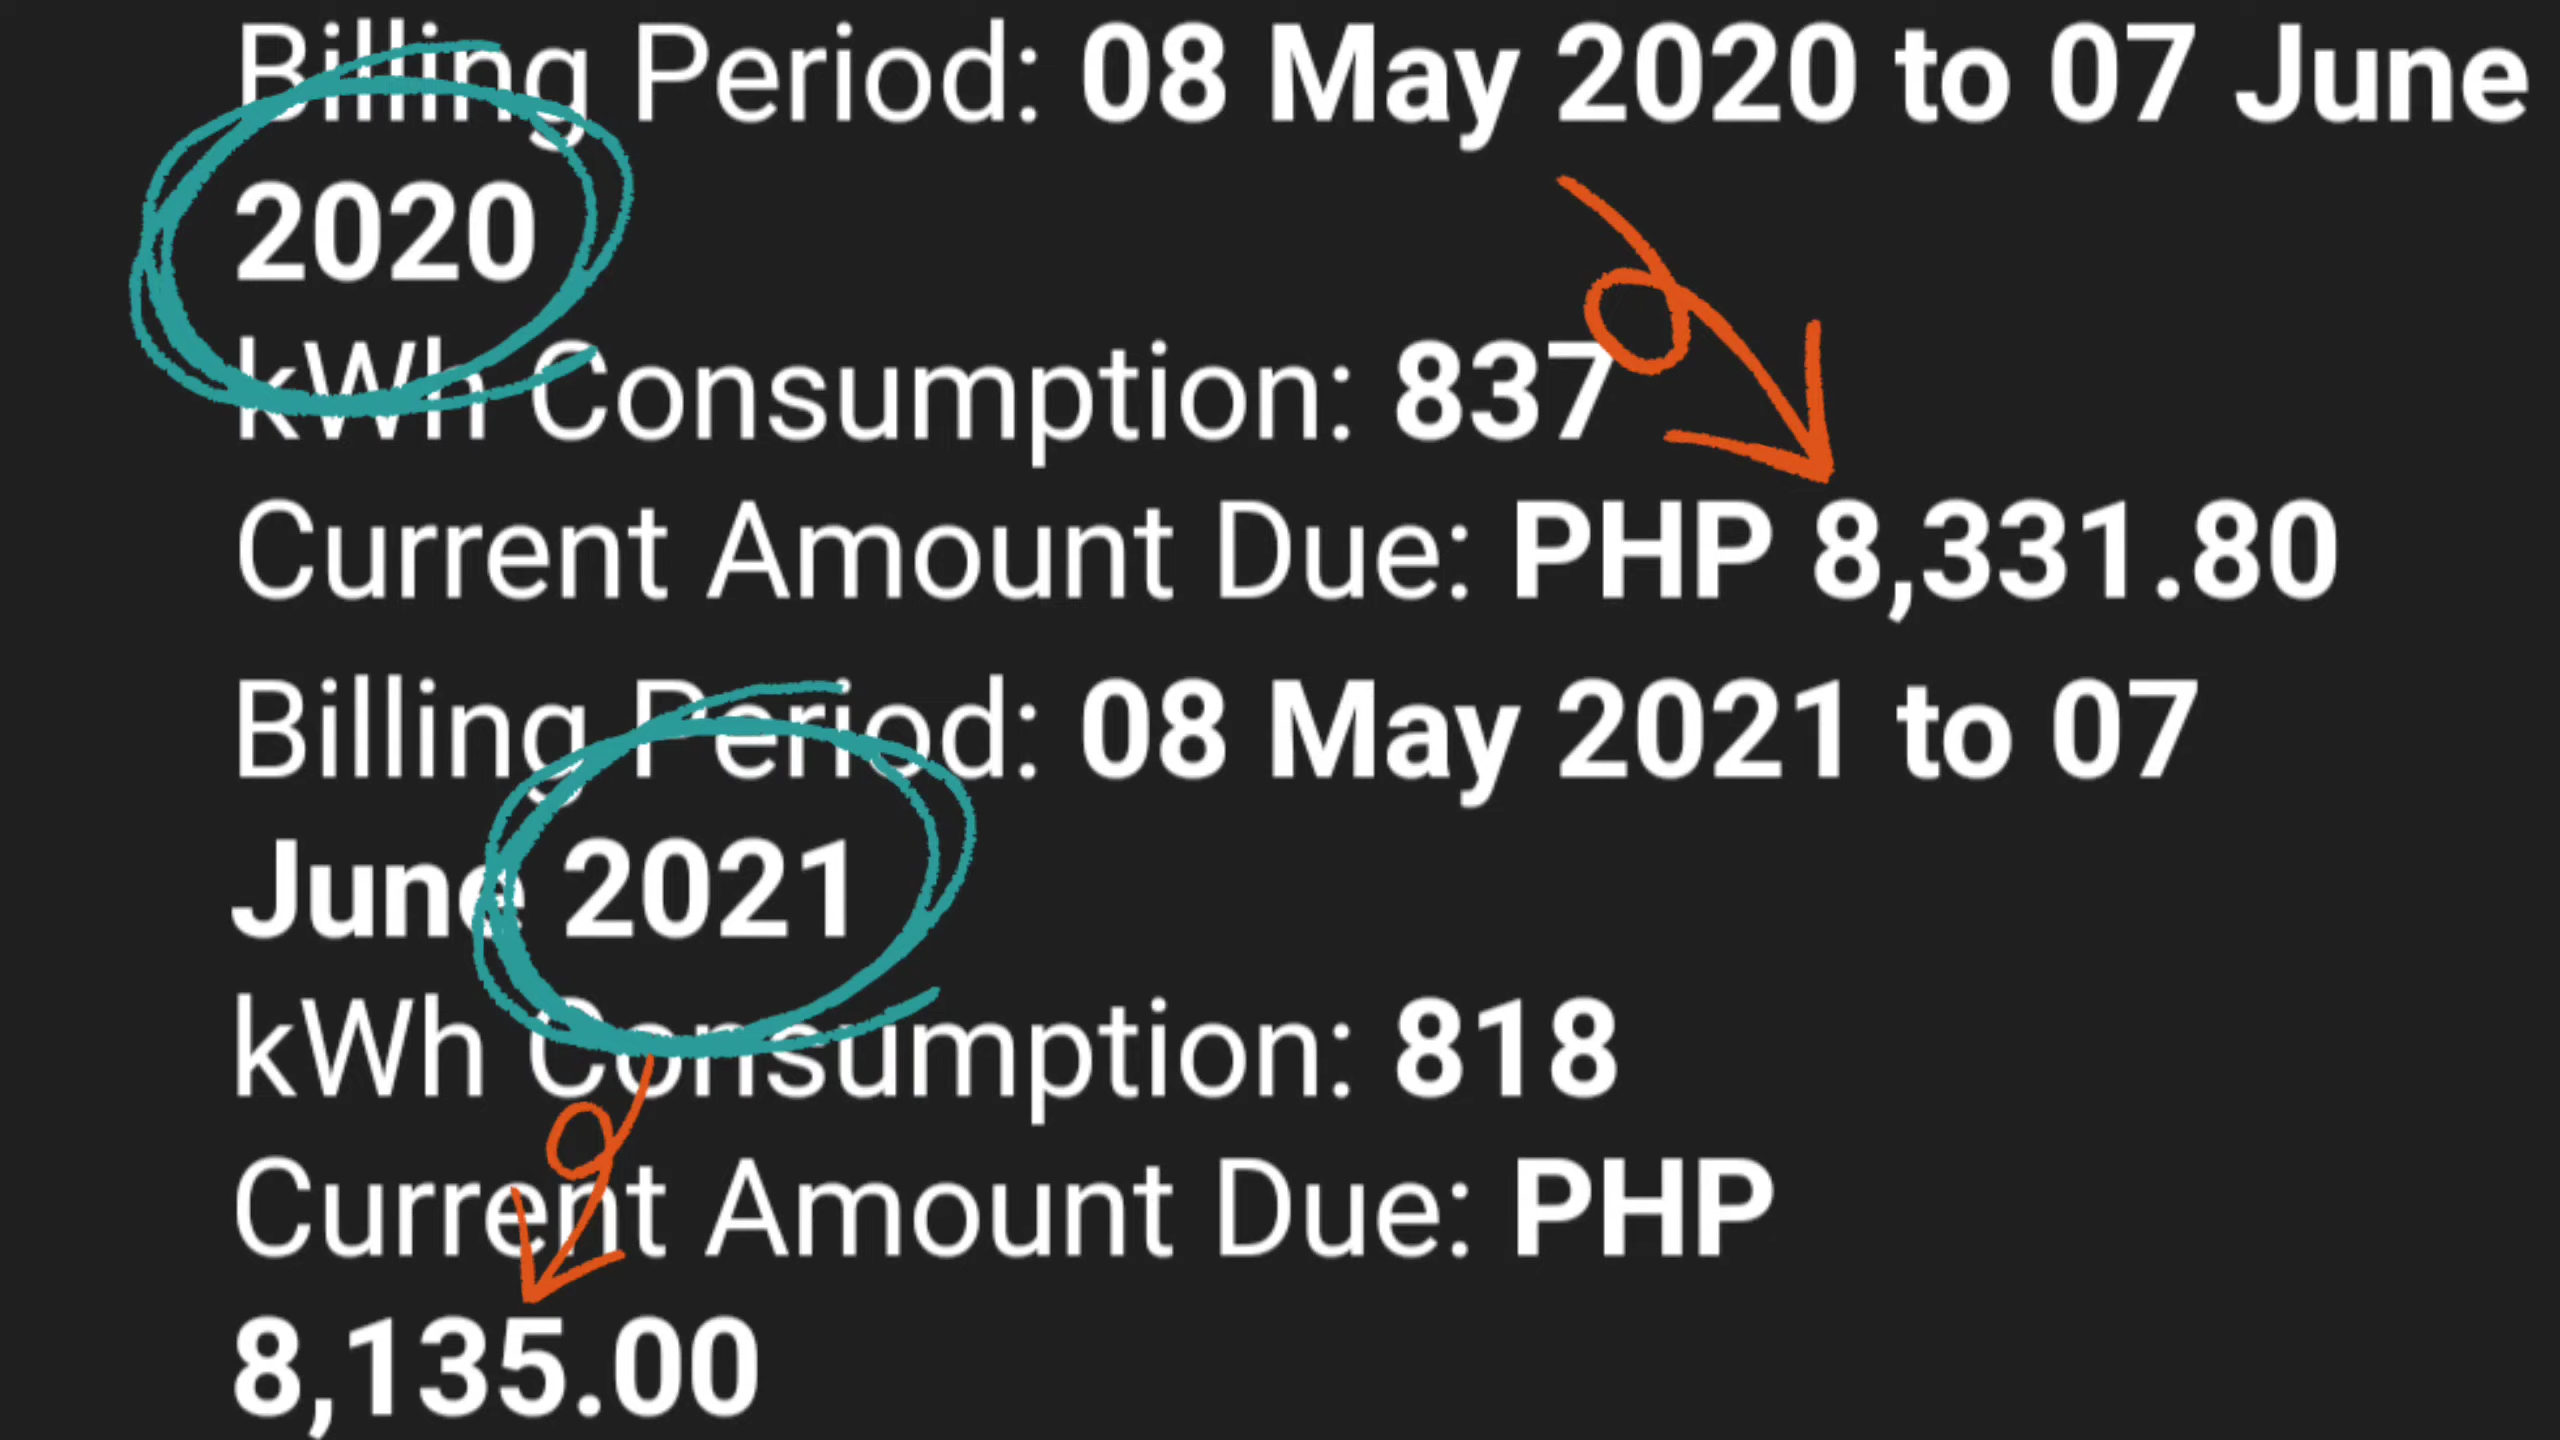 Billing Period: 08 May 2020 to 07 June
2020
kWh Consumption: 837
Current Amount Due: PHP 8,331.80
Billing Period: 08 May 2021 to 07
June 2021
kWh Consumption: 818
Current Amount Due: PHP
8,135.00